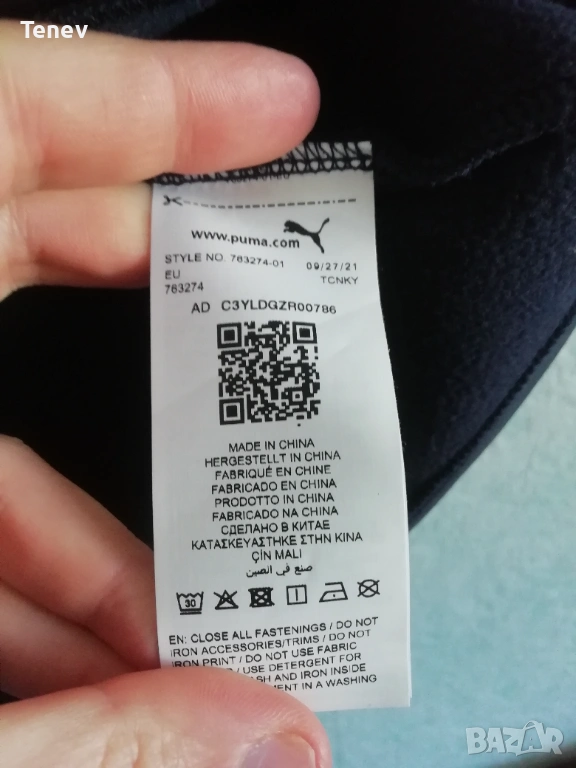 Tenev
www.puma.com
STYLE NO. 763274-01 09/27/21
EU TCNKY
763274
AD C3YLDGZR00786
MADE IN CHINA
HERGESTELLT IN CHINA
FABRIQUÉ EN CHINE
FABRICADO EN CHINA
PRODOTTO IN CHINA
FABRICADO NA CHINA
СДЕЛАНО В КИТАЕ
ΚΑΤΑΣΚΕΥΑΣΤΗΚΕ ΣΤΗΝ ΚΙΝΑ
ÇİN MALI
صنع في الصين
30
EN: CLOSE ALL FASTENINGS / DO NOT
IRON ACCESSORIES/TRIMS / DO NOT
IRON PRINT / DO NOT USE FABRIC
/ USE DETERGENT FOR
WASH AND IRON INSIDE
IN A WASHING
BAZAR